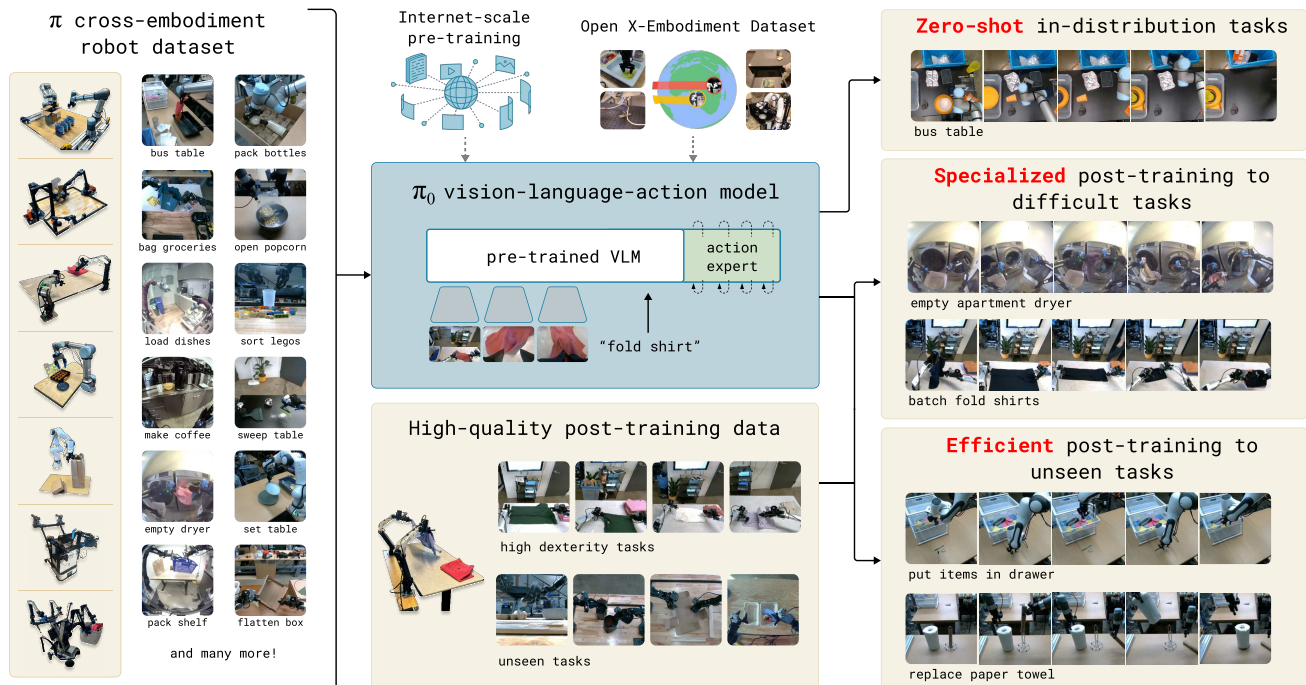 π cross-embodiment
robot dataset
bus table
pack bottles
bag groceries
open popcorn
load dishes
sort legos
make coffee
sweep table
empty dryer
set table
pack shelf
flatten box
and many more!
Internet-scale
pre-training
Open X-Embodiment Dataset
π₀ vision-language-action model
pre-trained VLM
action
expert
“fold shirt”
High-quality post-training data
high dexterity tasks
unseen tasks
Zero-shot in-distribution tasks
bus table
Specialized post-training to
difficult tasks
empty apartment dryer
batch fold shirts
Efficient post-training to
unseen tasks
put items in drawer
replace paper towel